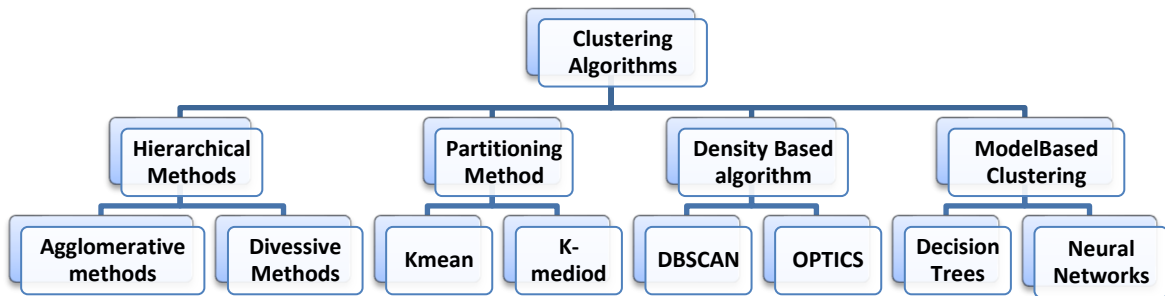 Clustering
Algorithms
Hierarchical
Methods
Partitioning
Method
Density Based
algorithm
ModelBased
Clustering
Agglomerative
methods
Divessive
Methods
Kmean
K-
mediod
DBSCAN
OPTICS
Decision
Trees
Neural
Networks